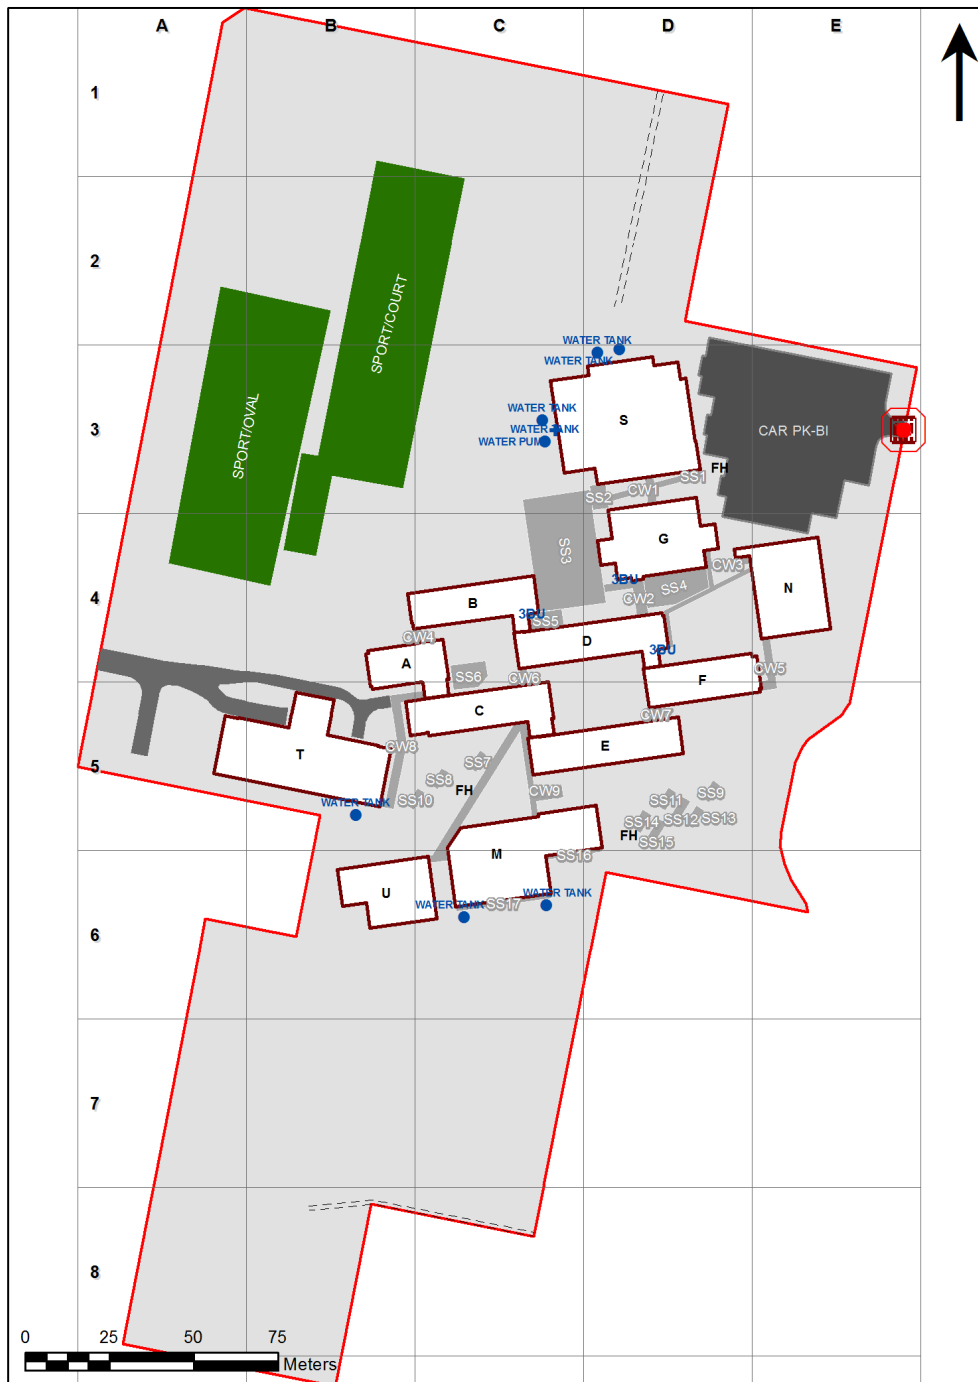 A B C D E
1
2
SPORT/COURT
WATER TANK
WATER TANK
3
SPORT/OVAL
WATER TANK
WATER TANK
WATER PUMP
S
CAR PK-BI
FH
SS1
SS2
CW1
G
SS3
CW3
4
3BU
SS4
N
CW2
B
3BU
SS5
CW4
D
3BU
A
SS6
CW6
F
CW5
C
CW7
CW8
E
T
5
SS7
SS8
FH
CW9
SS9
SS10
SS11
WATER TANK
SS14
SS12
SS13
FH
SS15
M
SS16
U
WATER TANK
WATER TANK
SS17
6
7
8
0 25 50 75
Meters